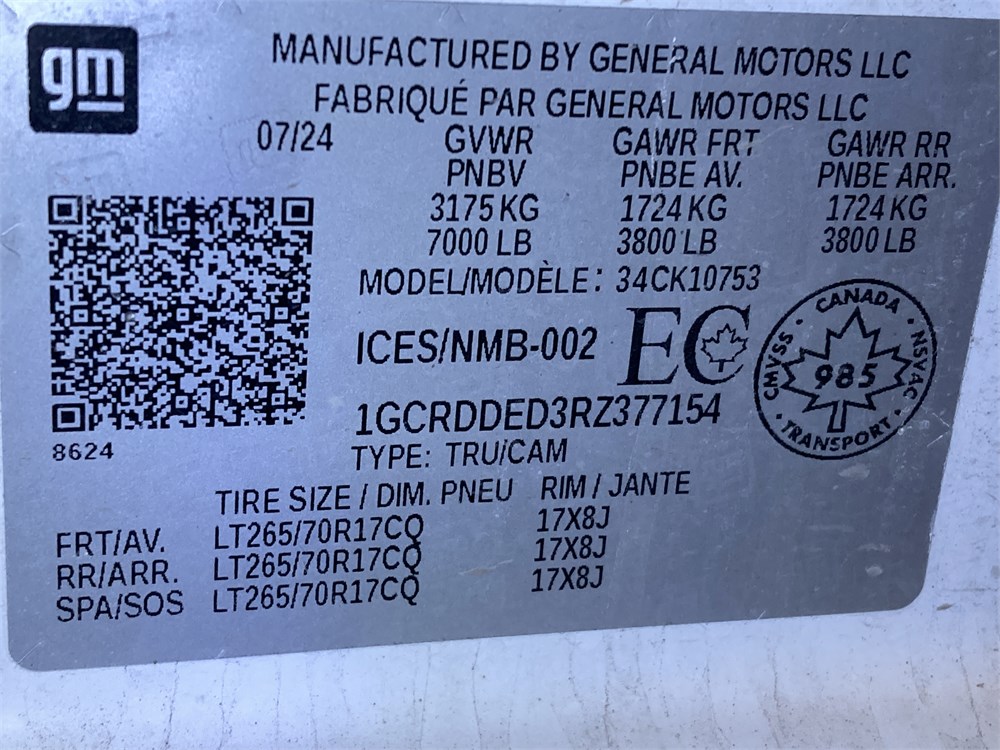 gm
MANUFACTURED BY GENERAL MOTORS LLC
FABRIQUÉ PAR GENERAL MOTORS LLC
07/24 GVWR GAWR FRT GAWR RR
PNBV PNBE AV. PNBE ARR.
3175 KG 1724 KG 1724 KG
7000 LB 3800 LB 3800 LB
MODEL/MODÈLE: 34CK10753
ICES/NMB-002 EC
CANADA
CMVSS · NSVAC
985
TRANSPORT
1GCRDDED3RZ377154
8624
TYPE: TRU/CAM
TIRE SIZE / DIM. PNEU RIM / JANTE
FRT/AV. LT265/70R17CQ 17X8J
RR/ARR. LT265/70R17CQ 17X8J
SPA/SOS LT265/70R17CQ 17X8J